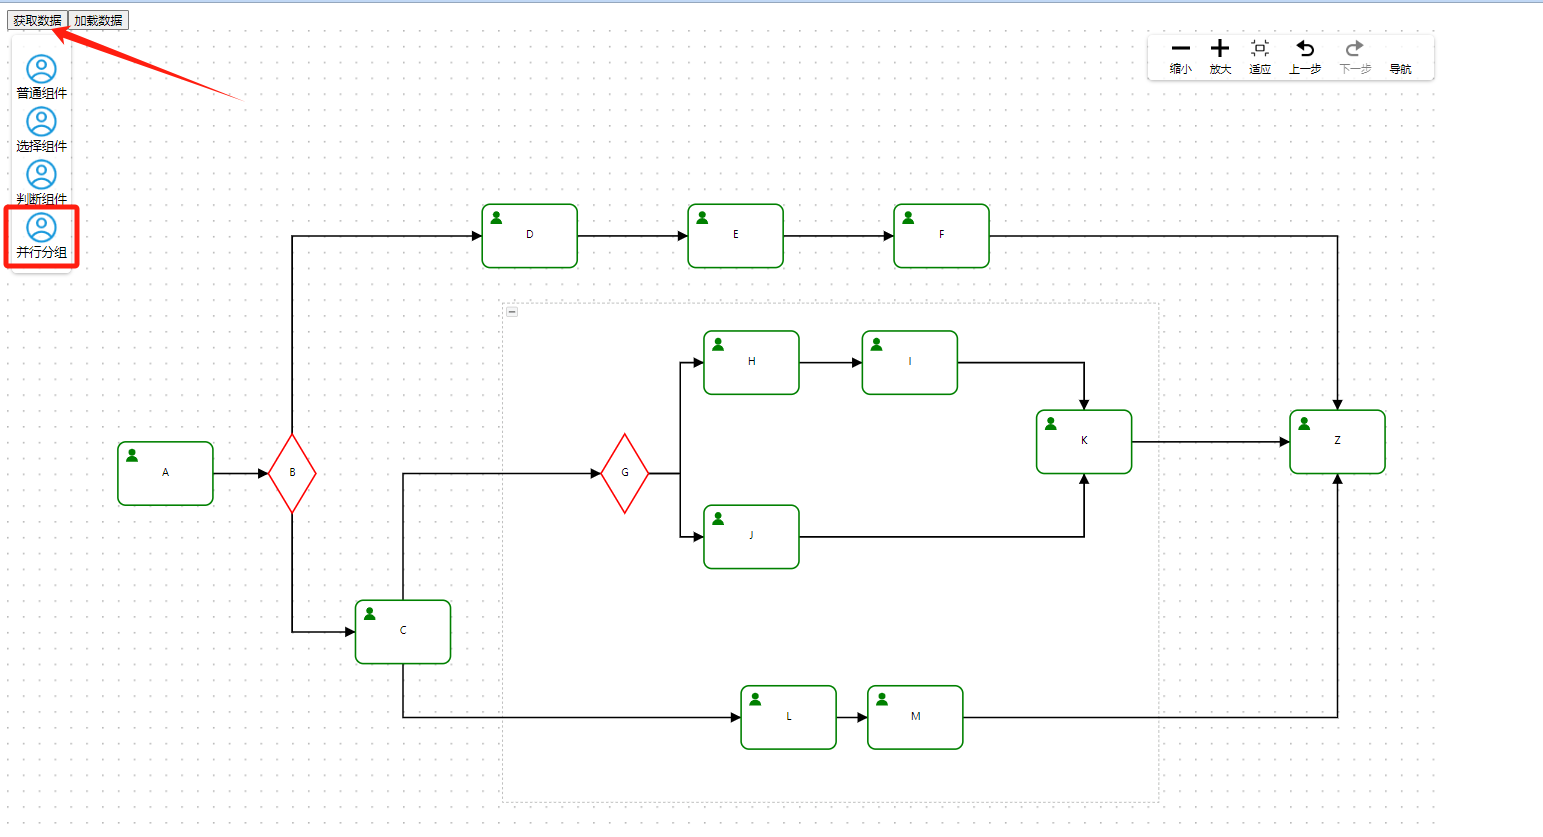 获取数据 加载数据
普通组件
选择组件
判断组件
并行分组
缩小 放大 适应 上一步 下一步 导航
D E F
H I
K Z
A B G
J
C
L M